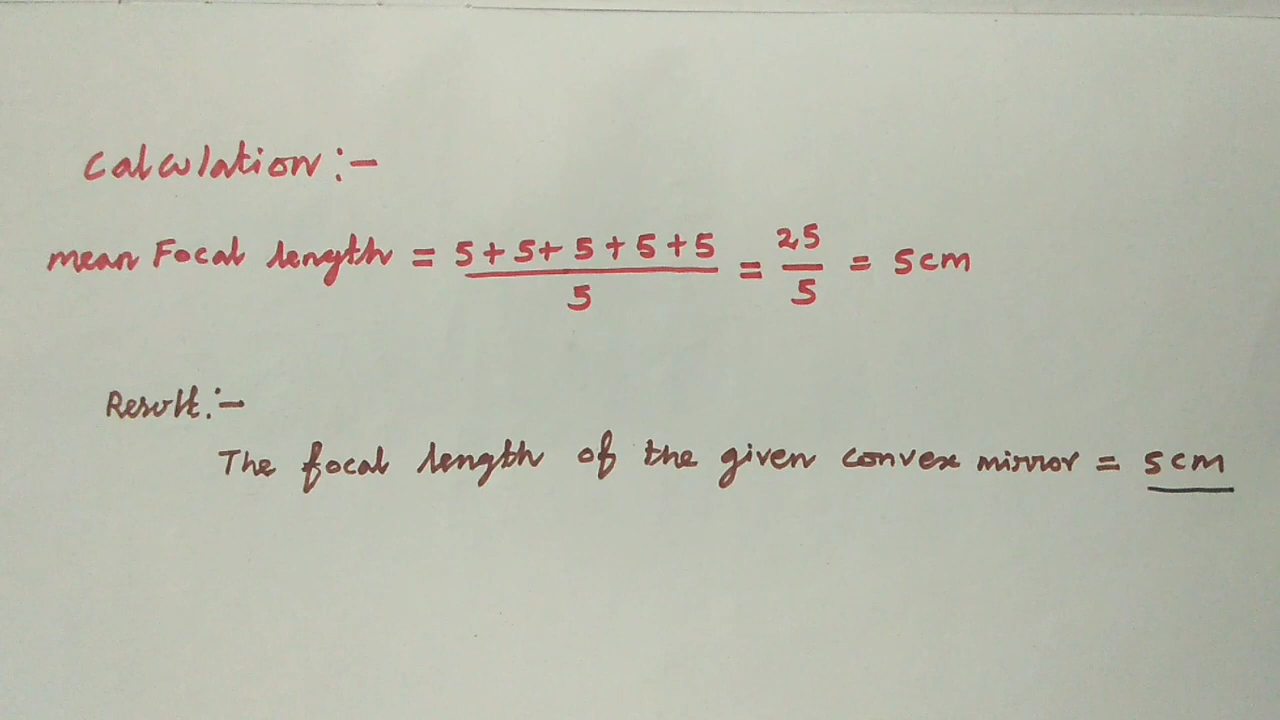 Calculation:-
mean Focal length = 5+5+5+5+5/5 = 25/5 = 5cm
Result:-
The focal length of the given convex mirror = 5cm